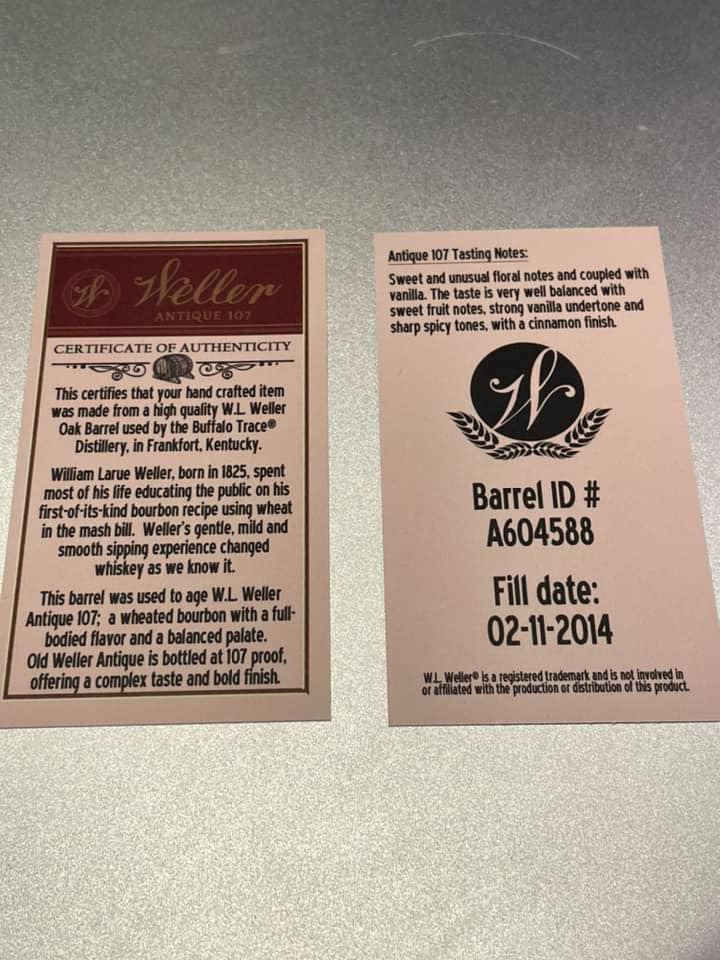 W Weller
ANTIQUE 107
CERTIFICATE OF AUTHENTICITY
This certifies that your hand crafted item
was made from a high quality W.L. Weller
Oak Barrel used by the Buffalo Trace®
Distillery, in Frankfort, Kentucky.
William Larue Weller, born in 1825, spent
most of his life educating the public on his
first-of-its-kind bourbon recipe using wheat
in the mash bill. Weller's gentle, mild and
smooth sipping experience changed
whiskey as we know it.
This barrel was used to age W.L. Weller
Antique 107; a wheated bourbon with a full-
bodied flavor and a balanced palate.
Old Weller Antique is bottled at 107 proof,
offering a complex taste and bold finish.
Antique 107 Tasting Notes:
Sweet and unusual floral notes and coupled with
vanilla. The taste is very well balanced with
sweet fruit notes, strong vanilla undertone and
sharp spicy tones, with a cinnamon finish.
W
Barrel ID #
A604588
Fill date:
02-11-2014
W.L. Weller® is a registered trademark and is not involved in
or affiliated with the production or distribution of this product.